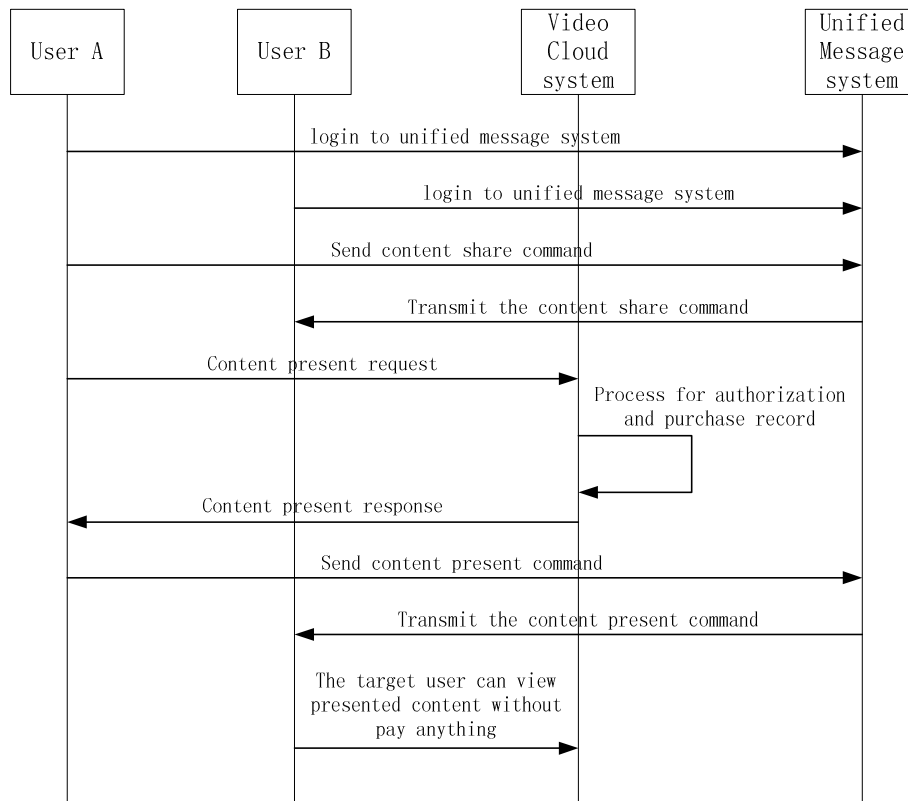 User A
User B
Video
Cloud
system
Unified
Message
system
login to unified message system
login to unified message system
Send content share command
Transmit the content share command
Content present request
Process for authorization
and purchase record
Content present response
Send content present command
Transmit the content present command
The target user can view
presented content without
pay anything